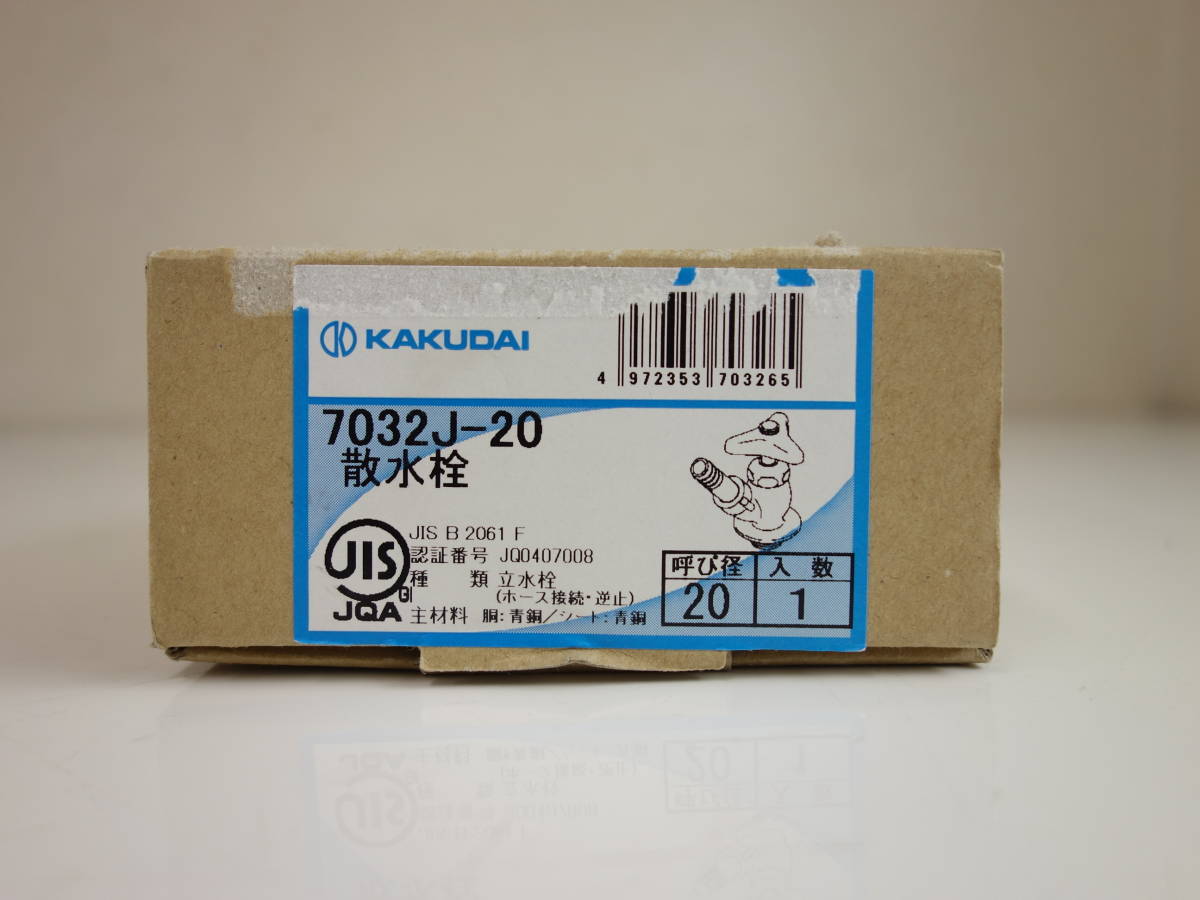 KAKUDAI
4 972353 703265
7032J-20
散水栓
JIS B 2061 F
認証番号 JQ0407008
種 類 立水栓
(ホース接続・逆止)
主材料 胴:青銅/シート:青銅
JIS
JQA
呼び径 入数
20 1